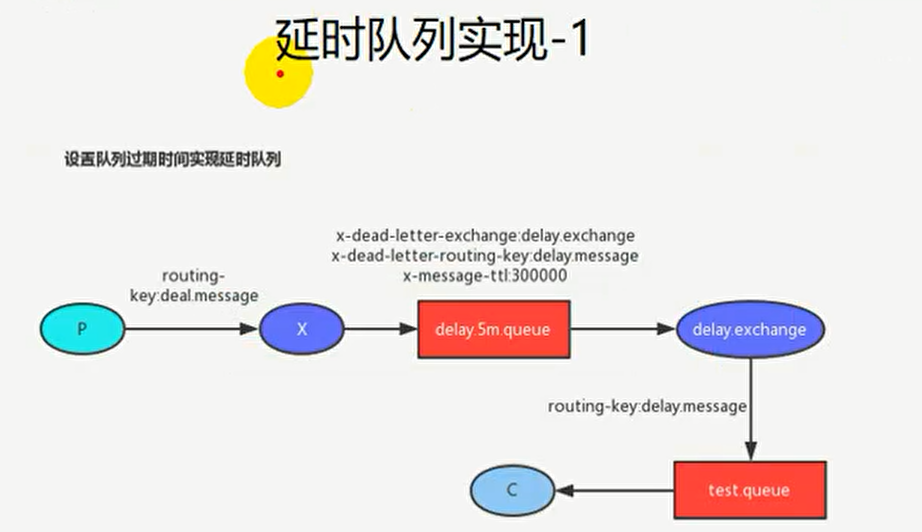 延时队列实现-1
设置队列过期时间实现延时队列
x-dead-letter-exchange:delay.exchange
x-dead-letter-routing-key:delay.message
x-message-ttl:300000
routing-
key:deal.message
P
X
delay.5m.queue
delay.exchange
routing-key:delay.message
C
test.queue